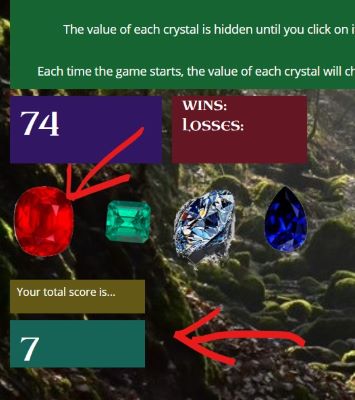 The value of each crystal is hidden until you click on
Each time the game starts, the value of each crystal will
74
WINS:
LOSSES:
Your total score is...
7